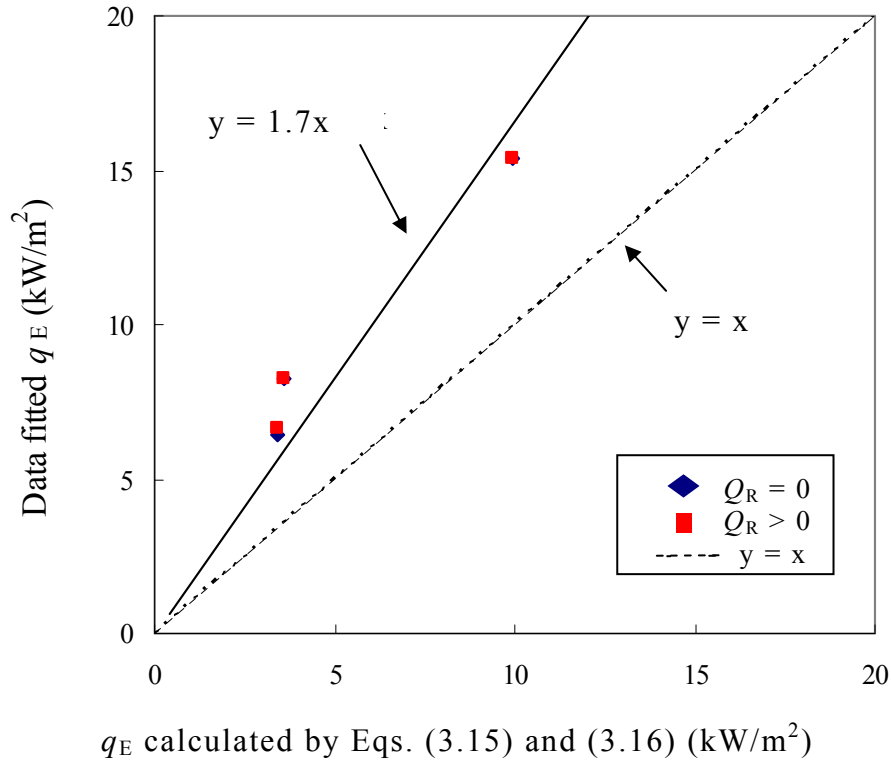 20
15
10
5
0
0
5
10
15
20
Data fitted q E (kW/m2)
qE calculated by Eqs. (3.15) and (3.16) (kW/m2)
y = 1.7x
y = x
QR = 0
QR > 0
y = x